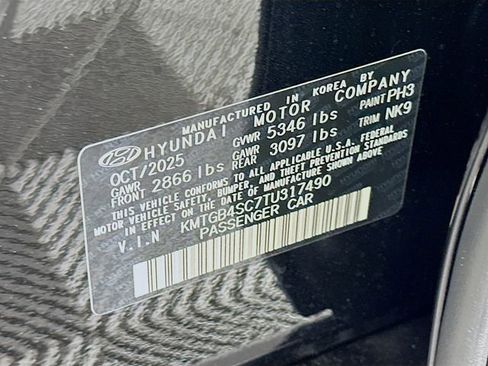 MANUFACTURED IN KOREA BY
HYUNDAI MOTOR COMPANY
OCT/2025 GVWR 5346 lbs PAINT PH3
GAWR FRONT 2866 lbs GAWR REAR 3097 lbs TRIM NK9
THIS VEHICLE CONFORMS TO ALL APPLICABLE U.S.A. FEDERAL
MOTOR VEHICLE SAFETY, BUMPER, AND THEFT PREVENTION STANDARDS
IN EFFECT ON THE DATE OF MANUFACTURE SHOWN ABOVE.
V.I.N KMTGB4SC7TU317490
PASSENGER CAR